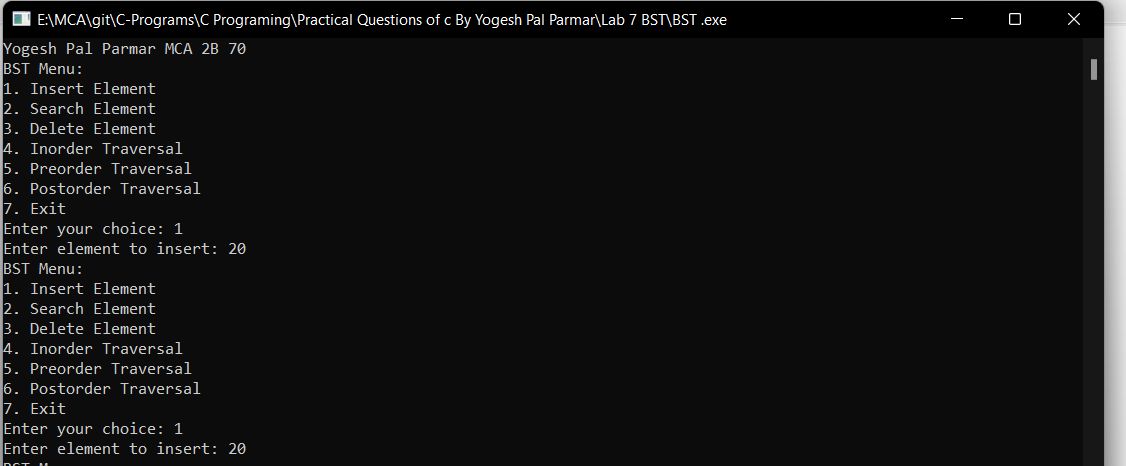 E:\MCA\git\C-Programs\C Programing\Practical Questions of c By Yogesh Pal Parmar\Lab 7 BST\BST .exe
Yogesh Pal Parmar MCA 2B 70
BST Menu:
1. Insert Element
2. Search Element
3. Delete Element
4. Inorder Traversal
5. Preorder Traversal
6. Postorder Traversal
7. Exit
Enter your choice: 1
Enter element to insert: 20
BST Menu:
1. Insert Element
2. Search Element
3. Delete Element
4. Inorder Traversal
5. Preorder Traversal
6. Postorder Traversal
7. Exit
Enter your choice: 1
Enter element to insert: 20